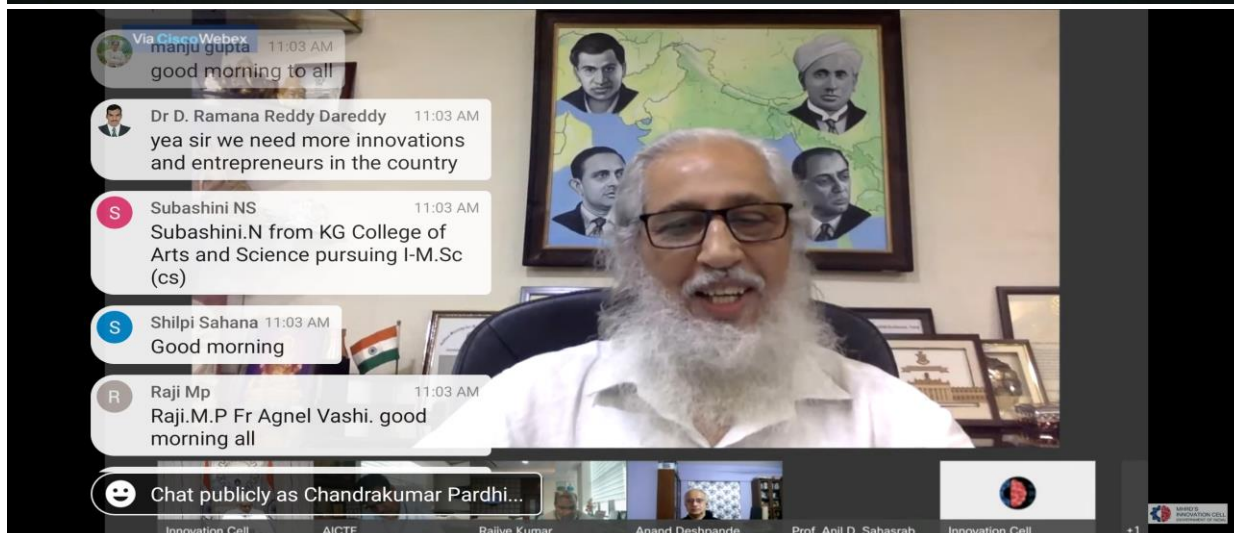 Via Cisco Webex
manju gupta 11:03 AM
good morning to all
Dr D. Ramana Reddy Dareddy 11:03 AM
yea sir we need more innovations
and entrepreneurs in the country
S
Subashini NS 11:03 AM
Subashini.N from KG College of
Arts and Science pursuing I-M.Sc
(cs)
S
Shilpi Sahana 11:03 AM
Good morning
R
Raji Mp 11:03 AM
Raji.M.P Fr Agnel Vashi. good
morning all
Chat publicly as Chandrakumar Pardhi...
Innovation Cell AICTE Rajive Kumar Anand Deshpande Prof. Anil D. Sahasrab Innovation Cell +1
MHRD'S
INNOVATION CELL